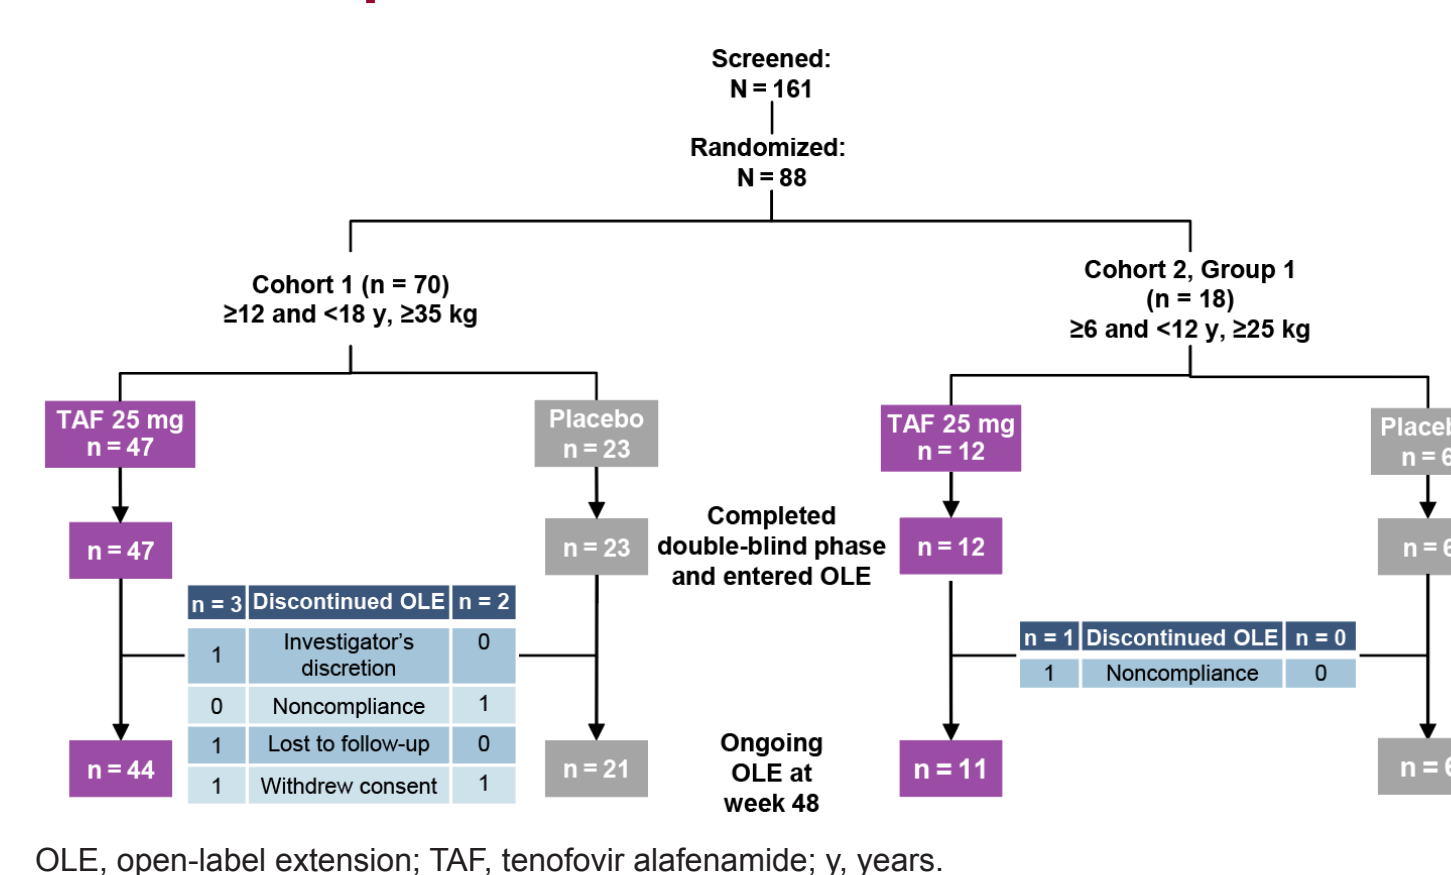 Screened:
N = 161
Randomized:
N = 88
Cohort 1 (n = 70)
≥12 and <18 y, ≥35 kg
Cohort 2, Group 1
(n = 18)
≥6 and <12 y, ≥25 kg
TAF 25 mg
n = 47
Placebo
n = 23
TAF 25 mg
n = 12
n = 6
n = 47
n = 23
Completed
double-blind phase
and entered OLE
n = 12
n = 6
n = 3 Discontinued OLE n = 2
1 Investigator's discretion 0
0 Noncompliance 1
1 Lost to follow-up 0
1 Withdrew consent 1
n = 1 Discontinued OLE n = 0
1 Noncompliance 0
n = 44
n = 21
Ongoing
OLE at
week 48
n = 11
n = 6
OLE, open-label extension; TAF, tenofovir alafenamide; y, years.